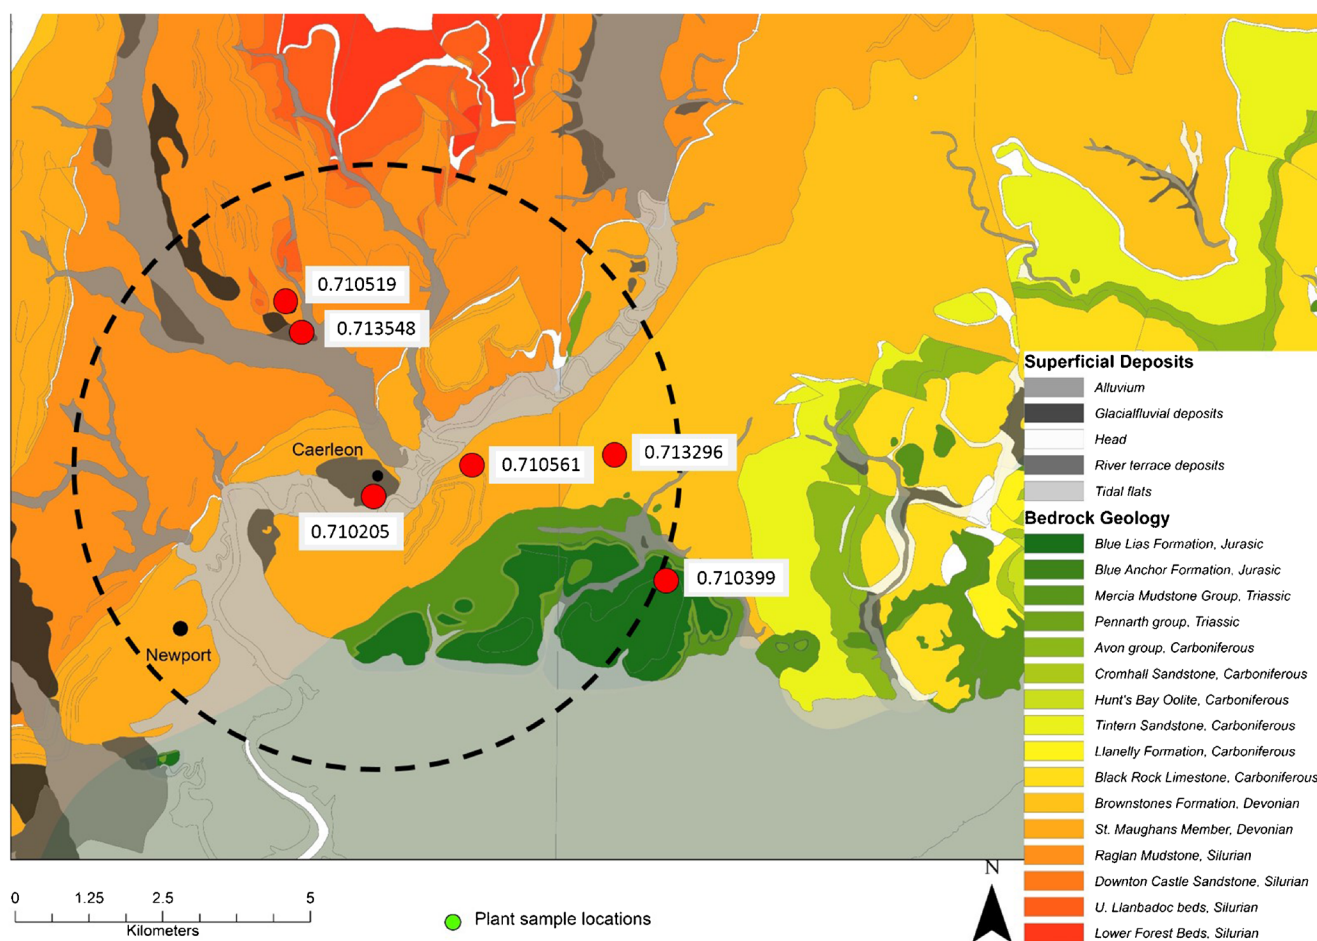 0.710519
0.713548
Caerleon
0.710561
0.713296
0.710205
0.710399
Newport
Superficial Deposits
Alluvium
Glacialfluvial deposits
Head
River terrace deposits
Tidal flats
Bedrock Geology
Blue Lias Formation, Jurasic
Blue Anchor Formation, Jurasic
Mercia Mudstone Group, Triassic
Pennarth group, Triassic
Avon group, Carboniferous
Cromhall Sandstone, Carboniferous
Hunt's Bay Oolite, Carboniferous
Tintern Sandstone, Carboniferous
Llanelly Formation, Carboniferous
Black Rock Limestone, Carboniferous
Brownstones Formation, Devonian
St. Maughans Member, Devonian
Raglan Mudstone, Silurian
Downton Castle Sandstone, Silurian
U. Llanbadoc beds, Silurian
Lower Forest Beds, Silurian
N
0 1.25 2.5 5
Kilometers
Plant sample locations